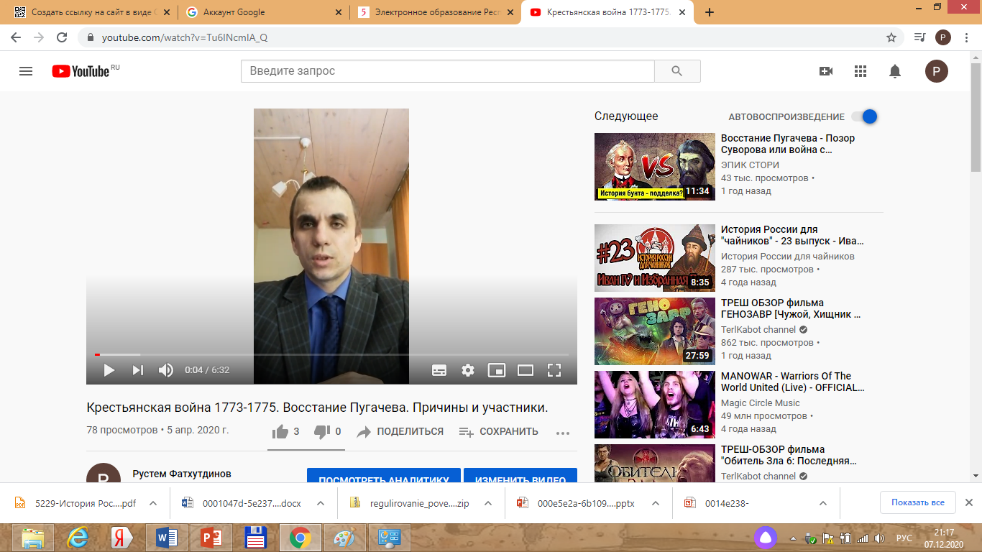 Создать ссылку на сайт в виде
Аккаунт Google
Электронное образование Рес
Крестьянская война 1773-1775.
youtube.com/watch?v=Tu6INcmIA_Q
P
YouTube RU
Введите запрос
P
Следующее
АВТОВОСПРОИЗВЕДЕНИЕ
VS
История бунта - подделка?
11:34
Восстание Пугачева - Позор
Суворова или война с...
ЭПИК СТОРИ
43 тыс. просмотров •
1 год назад
#23
8:35
История России для
"чайников" - 23 выпуск - Ива...
История России для чайников
287 тыс. просмотров •
4 года назад
ГЕНО
ЗАВР
27:59
ТРЕШ ОБЗОР фильма
ГЕНОЗАВР [Чужой, Хищник ...
TerlKabot channel
862 тыс. просмотров •
1 год назад
6:43
MANOWAR - Warriors Of The
World United (Live) - OFFICIAL...
Magic Circle Music
49 млн просмотров •
4 года назад
ОБИТЕЛЬ
ТРЕШ-ОБЗОР фильма
"Обитель Зла 6: Последняя...
TerlKabot channel
0:04 / 6:32
Крестьянская война 1773-1775. Восстание Пугачева. Причины и участники.
78 просмотров • 5 апр. 2020 г.
3
0
ПОДЕЛИТЬСЯ
СОХРАНИТЬ
Рустем Фатхутдинов
ПОСМОТРЕТЬ АНАЛИТИКУ
ИЗМЕНИТЬ ВИДЕО
5229-История Рос....pdf
0001047d-5e237....docx
regulirovanie_pove....zip
000e5e2a-6b109....pptx
0014e238-
Показать все
РУС
21:17
07.12.2020